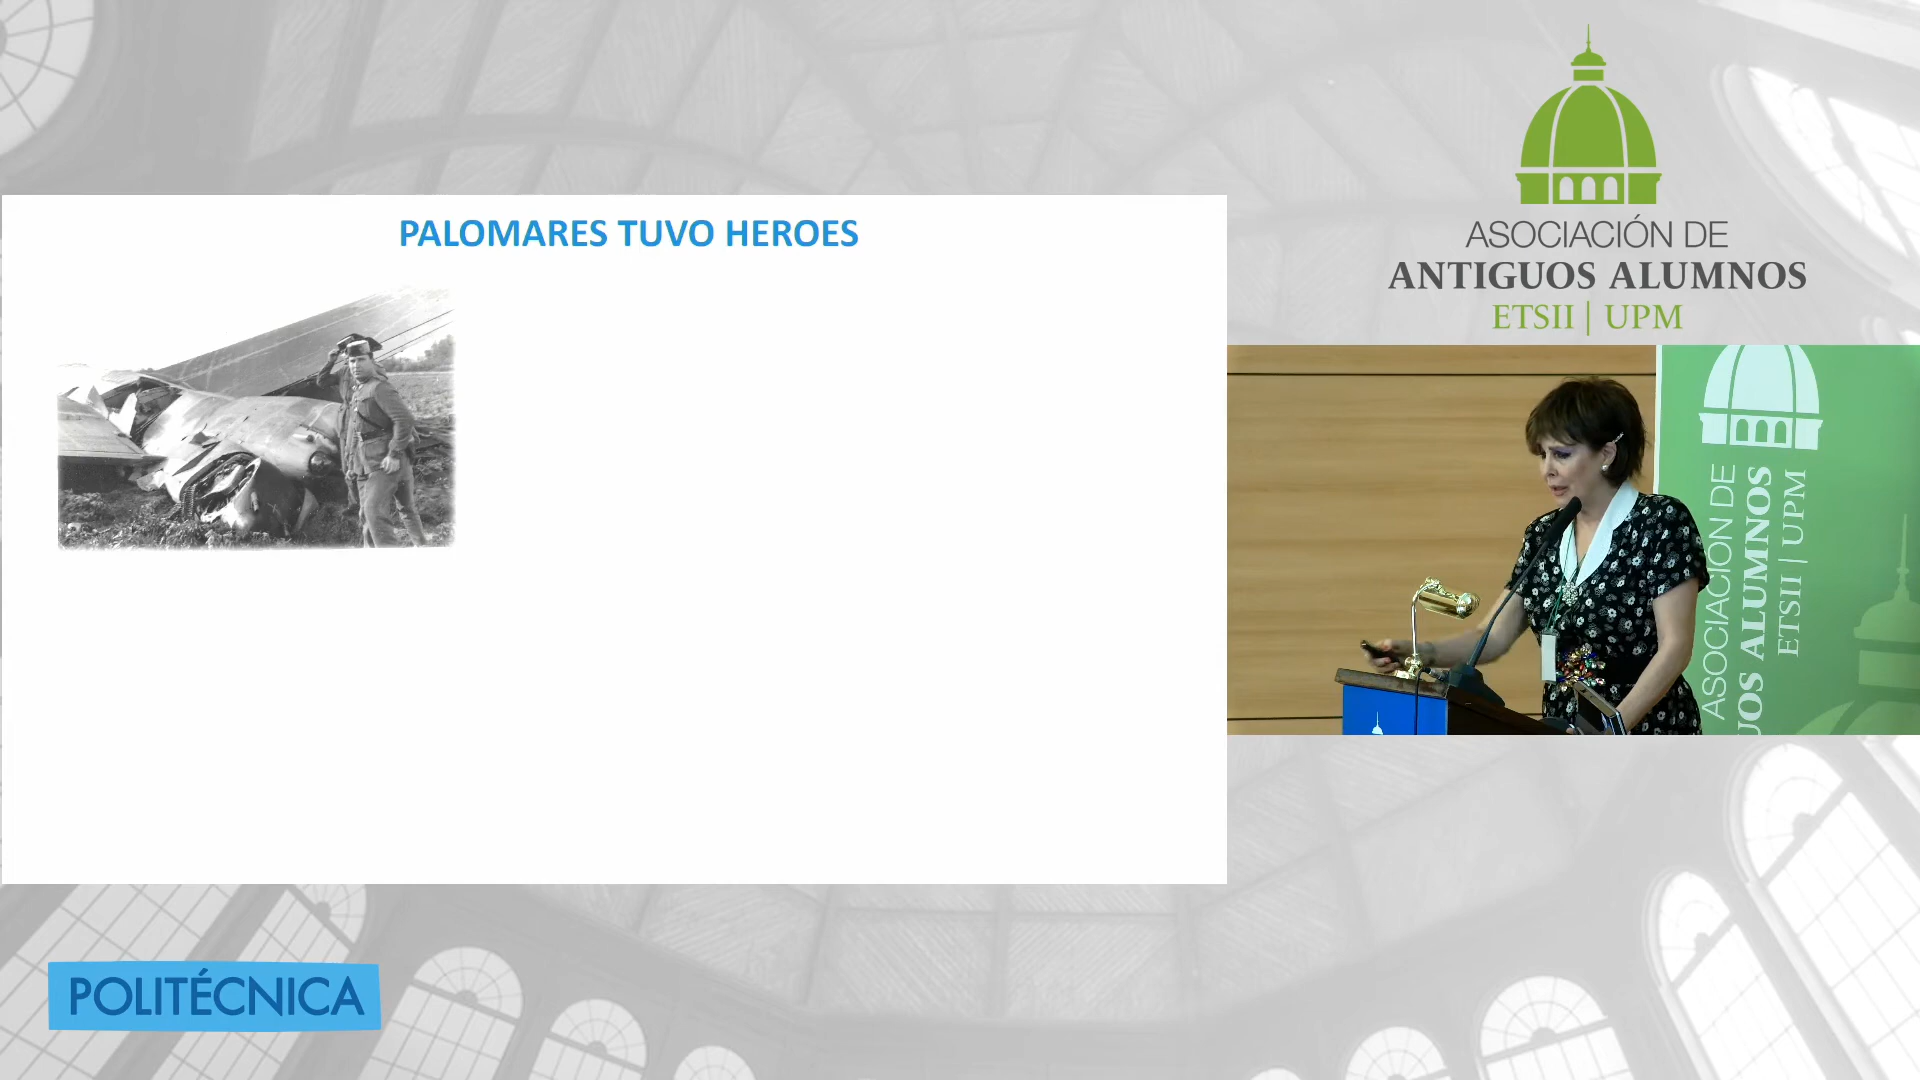 PALOMARES TUVO HEROES
ASOCIACIÓN DE
ANTIGUOS ALUMNOS
ETSII | UPM
ASOCIACIÓN DE
UOS ALUMNOS
ETSII | UPM
POLITÉCNICA